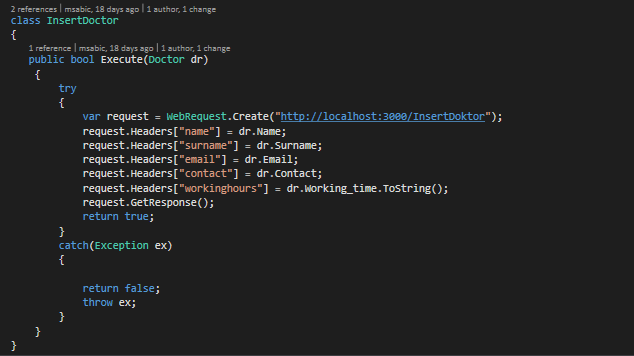 2 references | msabic, 18 days ago | 1 author, 1 change
class InsertDoctor
{
1 reference | msabic, 18 days ago | 1 author, 1 change
public bool Execute(Doctor dr)
{
try
{
var request = WebRequest.Create("http://localhost:3000/InsertDoktor");
request.Headers["name"] = dr.Name;
request.Headers["surname"] = dr.Surname;
request.Headers["email"] = dr.Email;
request.Headers["contact"] = dr.Contact;
request.Headers["workinghours"] = dr.Working_time.ToString();
request.GetResponse();
return true;
}
catch(Exception ex)
{
return false;
throw ex;
}
}
}